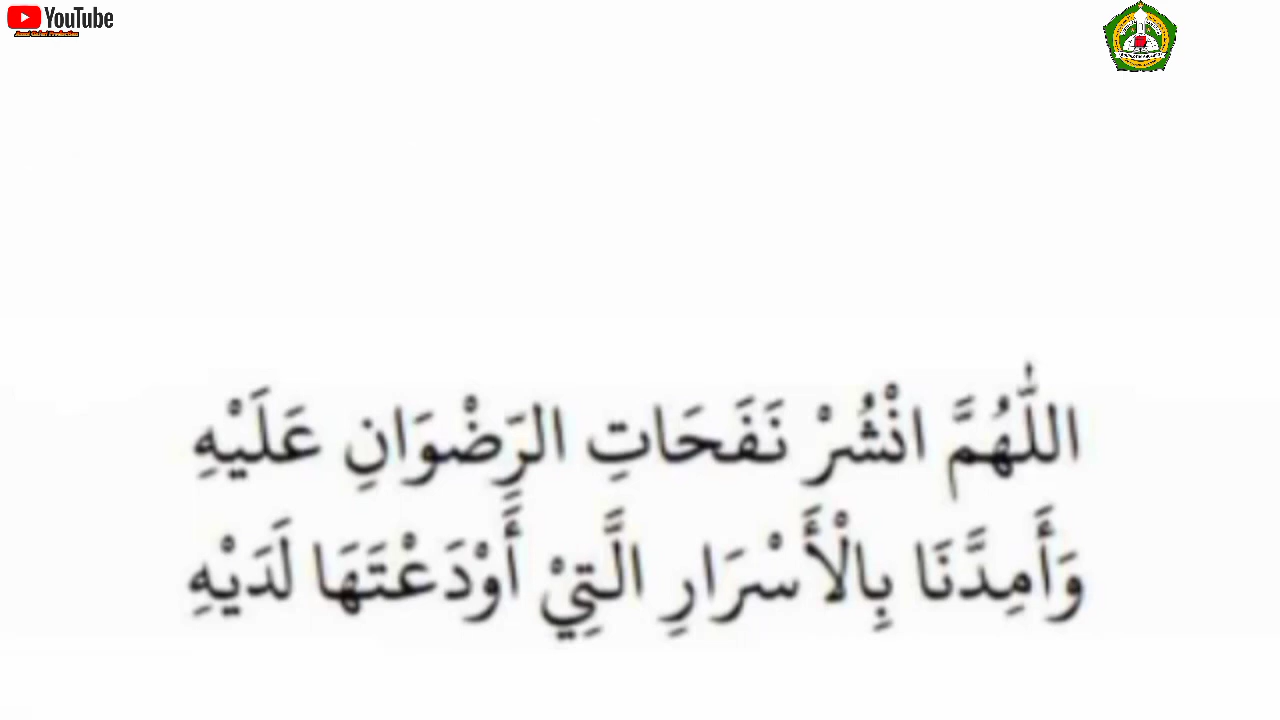 YouTube
اللّٰهُمَّ انْشُرْ نَفَحَاتِ الرَِّضْوَانِ عَلَيْهِ
وَأَمِدَّنَا بِالْأَسْرَارِ الَّتِيْ أَوْدَعْتَهَا لَدَيْهِ